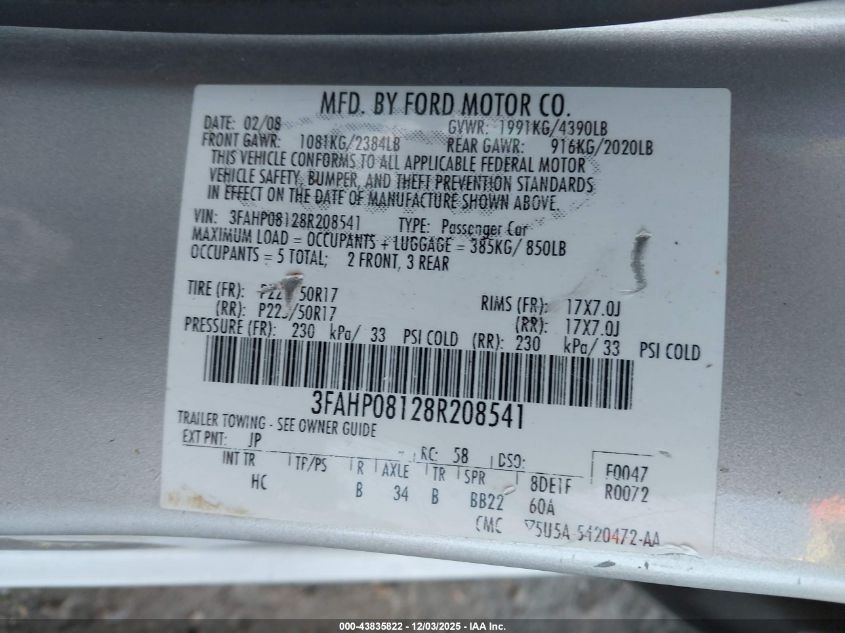 MFD. BY FORD MOTOR CO.
DATE: 02/08 GVWR: 1991KG/4390LB
FRONT GAWR: 1081KG/2384LB REAR GAWR: 916KG/2020LB
THIS VEHICLE CONFORMS TO ALL APPLICABLE FEDERAL MOTOR
VEHICLE SAFETY, BUMPER, AND THEFT PREVENTION STANDARDS
IN EFFECT ON THE DATE OF MANUFACTURE SHOWN ABOVE.
VIN: 3FAHP08128R208541 TYPE: Passenger Car
MAXIMUM LOAD = OCCUPANTS + LUGGAGE = 385KG/ 850LB
OCCUPANTS = 5 TOTAL; 2 FRONT, 3 REAR
TIRE (FR): 50R17 RIMS (FR): 17X7.0J
(RR): /50R17 (RR): 17X7.0J
PRESSURE (FR): 230 kPa/ 33 PSI COLD (RR): 230 kPa/ 33 PSI COLD
3FAHP08128R208541
TRAILER TOWING - SEE OWNER GUIDE
EXT PNT: JP RC: 58 DSO: F0047
INT TR TP/PS R AXLE TR SPR 8DE1F R0072
HC B 34 B BB22 60A
CMC 5U5A 5420472-AA
000-43835822 - 12/03/2025 - IAA Inc.